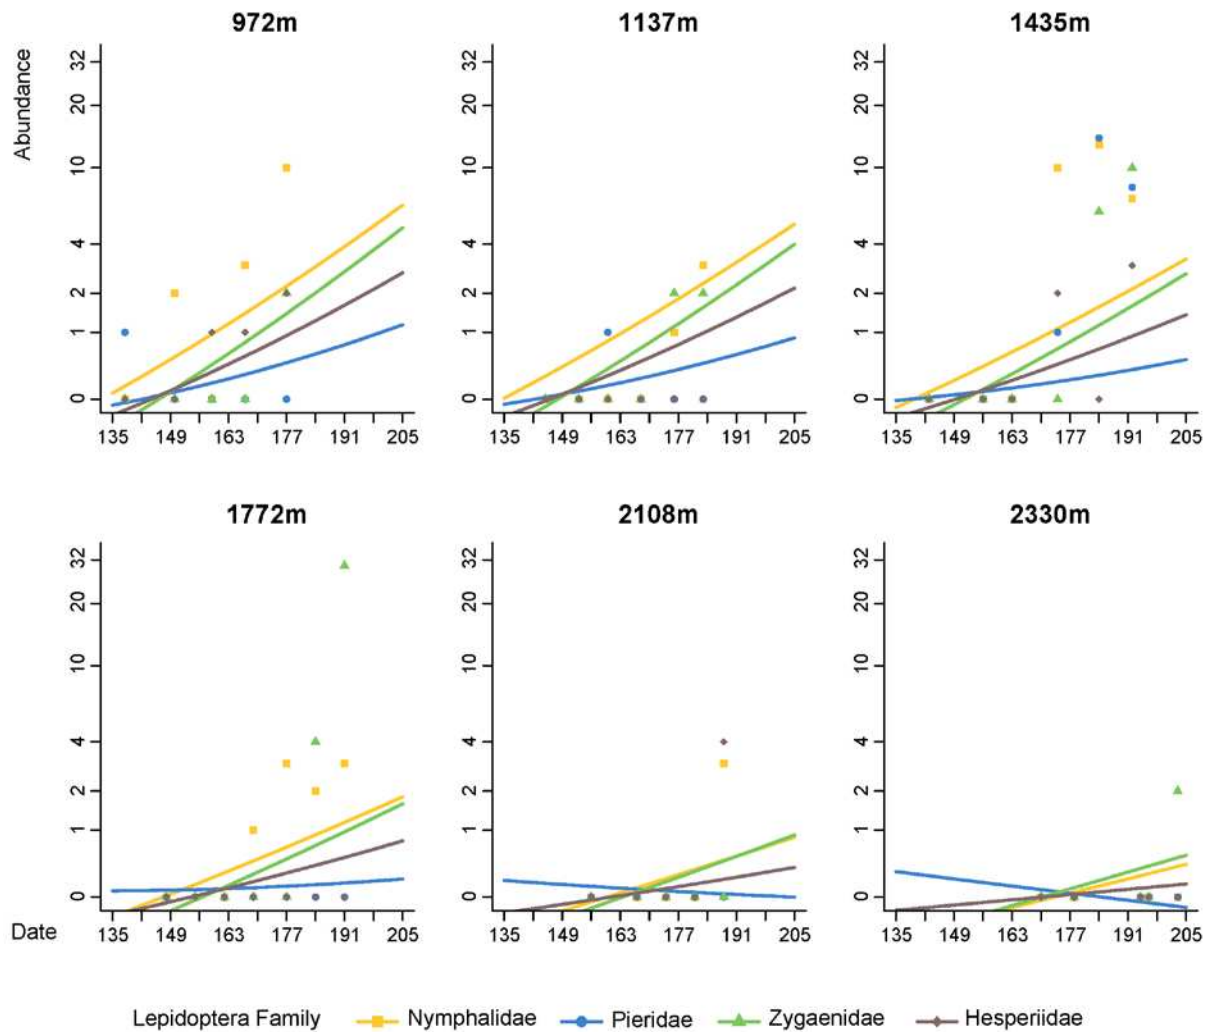 972m 1137m 1435m
Abundance
32 32 32
20 20 20
10 10 10
4 4 4
2 2 2
1 1 1
0 0 0
135 149 163 177 191 205 135 149 163 177 191 205 135 149 163 177 191 205
1772m 2108m 2330m
32 32 32
20 20 20
10 10 10
4 4 4
2 2 2
1 1 1
0 0 0
Date 135 149 163 177 191 205 135 149 163 177 191 205 135 149 163 177 191 205
Lepidoptera Family Nymphalidae Pieridae Zygaenidae Hesperiidae